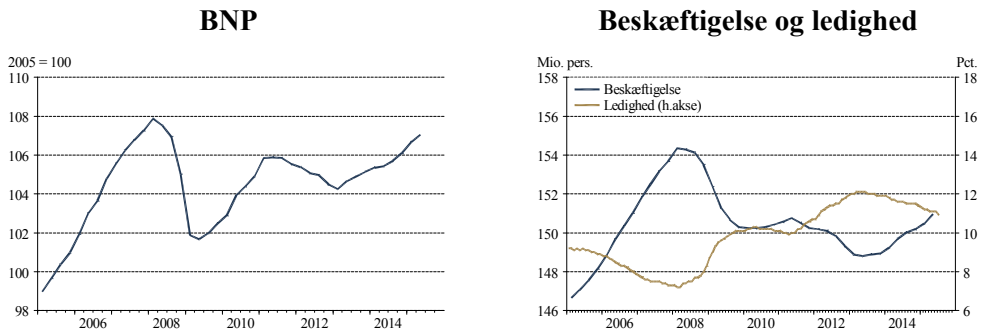 BNP
2005 = 100
110
108
106
104
102
100
98
2006 2008 2010 2012 2014
Beskæftigelse og ledighed
Mio. pers. Pct.
158 18
Beskæftigelse
Ledighed (h.akse)
156 16
154 14
152 12
150 10
148 8
146 6
2006 2008 2010 2012 2014